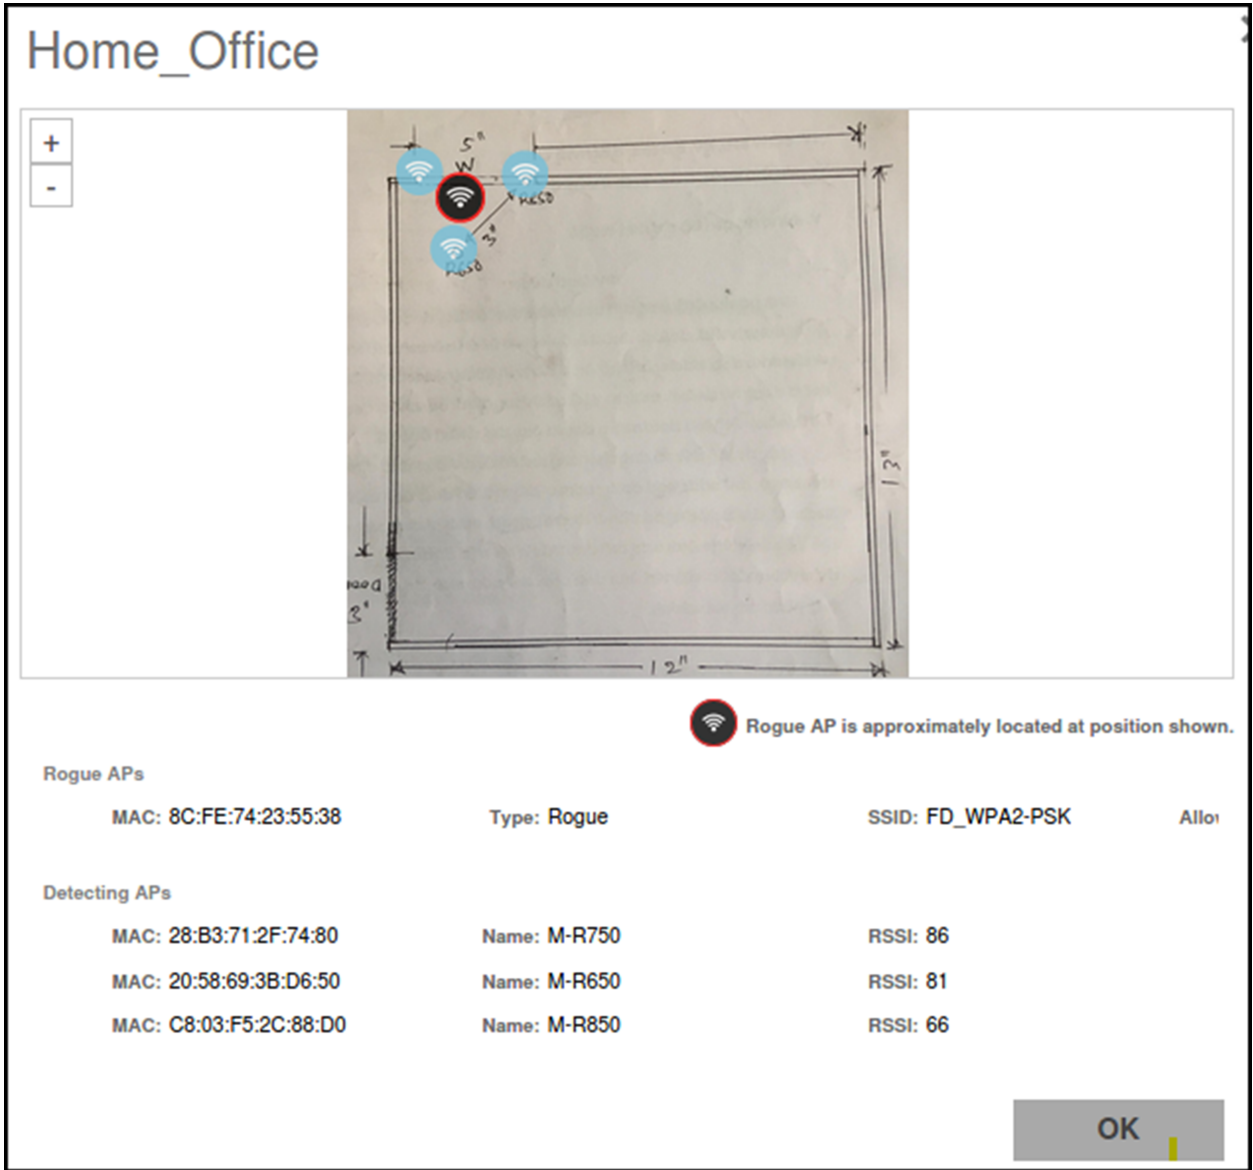 Home_Office
+
-
5"
W
R650
3"
R650
13"
3"
12"
Rogue AP is approximately located at position shown.
Rogue APs
MAC: 8C:FE:74:23:55:38 Type: Rogue SSID: FD_WPA2-PSK
Detecting APs
MAC: 28:B3:71:2F:74:80 Name: M-R750 RSSI: 86
MAC: 20:58:69:3B:D6:50 Name: M-R650 RSSI: 81
MAC: C8:03:F5:2C:88:D0 Name: M-R850 RSSI: 66
OK